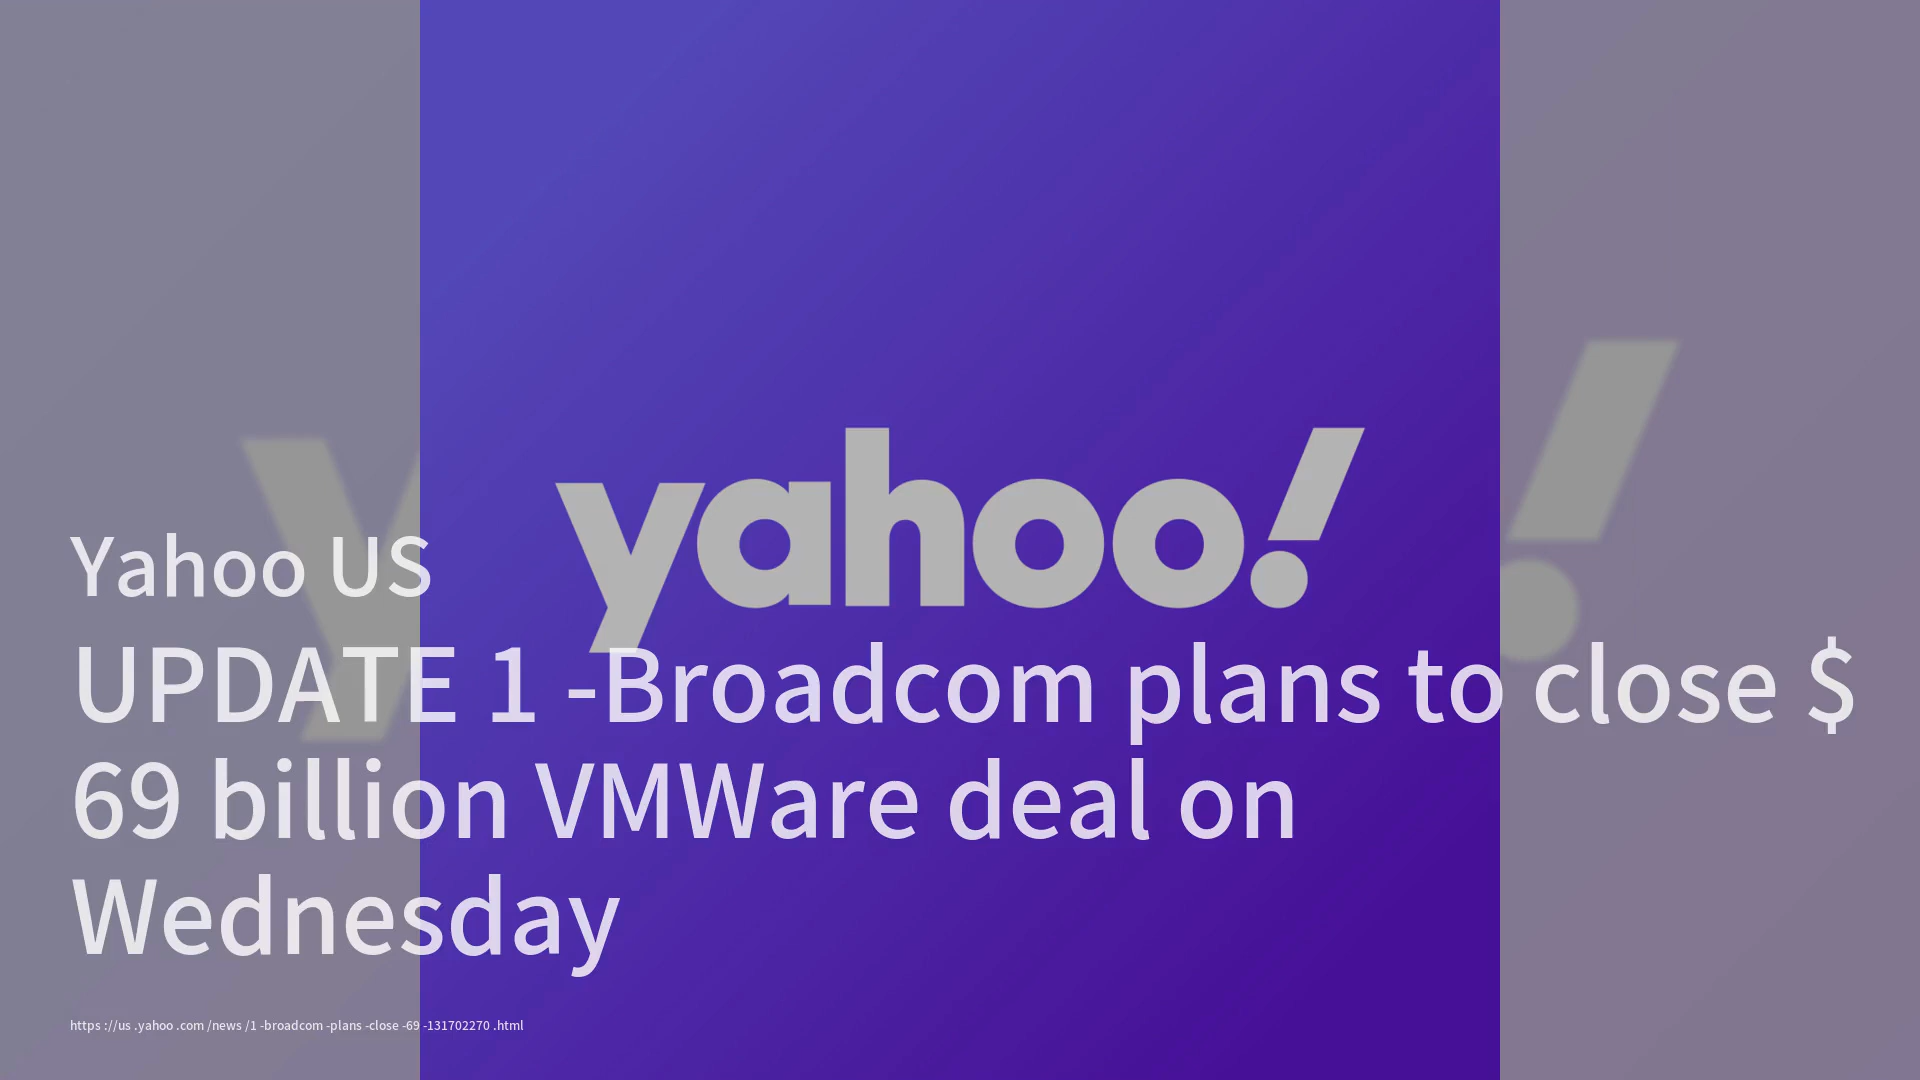 yahoo!
Yahoo US
UPDATE 1 -Broadcom plans to close $
69 billion VMWare deal on
Wednesday
https ://us .yahoo .com /news /1 -broadcom -plans -close -69 -131702270 .html